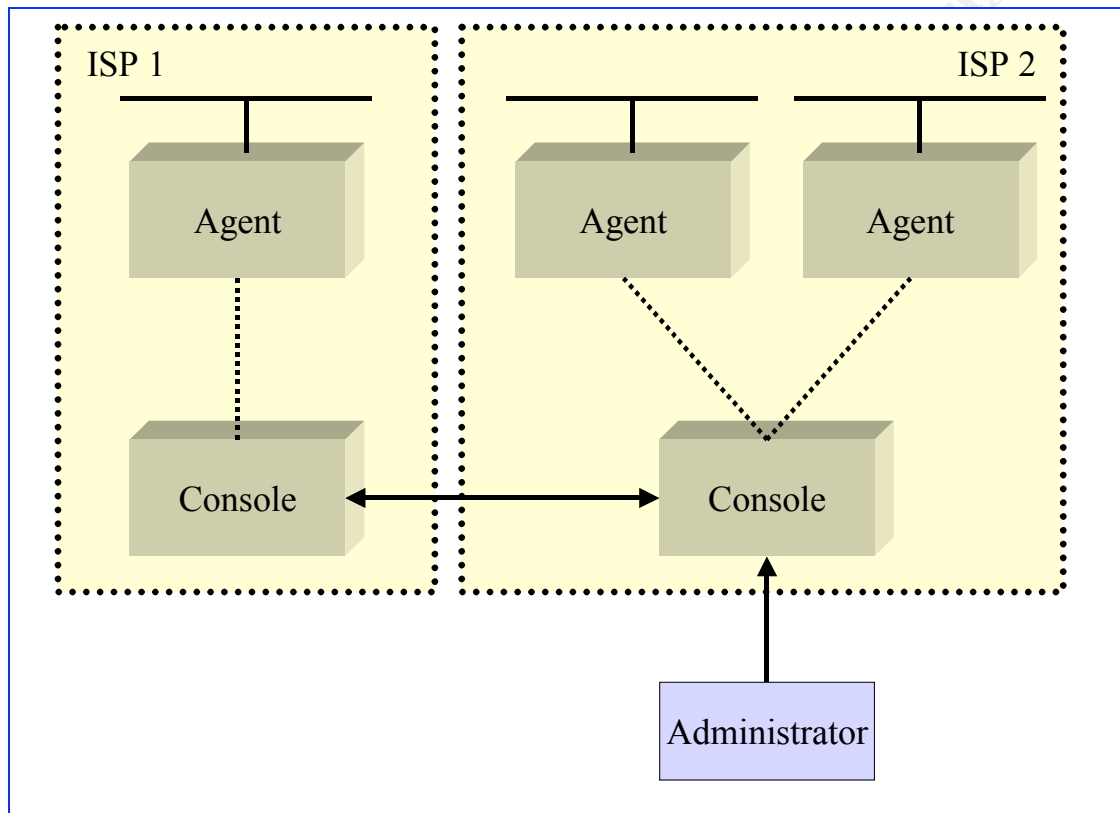 ISP 1
ISP 2
Agent
Agent
Agent
Console
Console
Administrator